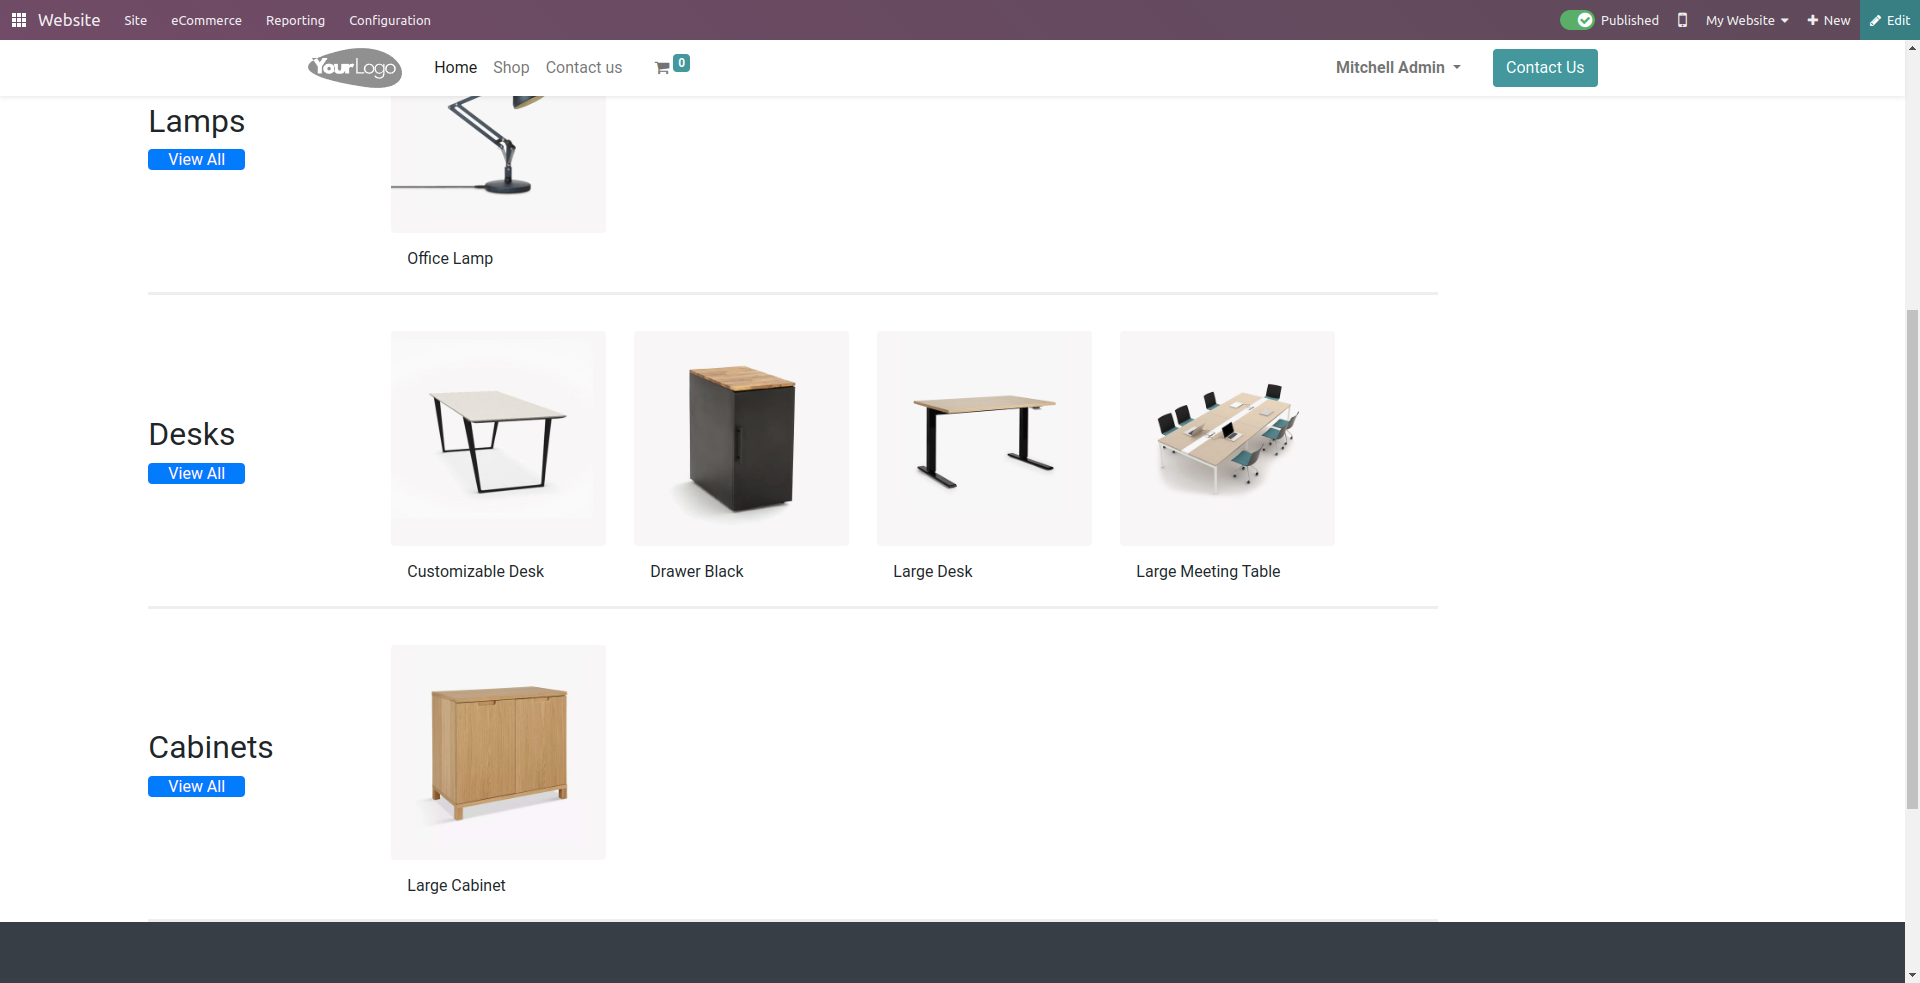 Website Site eCommerce Reporting Configuration Published My Website New Edit
YourLogo Home Shop Contact us 0 Mitchell Admin Contact Us
Lamps
View All
Office Lamp
Desks
View All
Customizable Desk Drawer Black Large Desk Large Meeting Table
Cabinets
View All
Large Cabinet